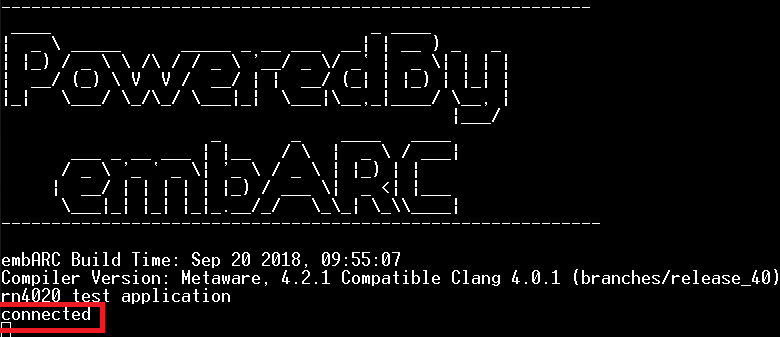 PoweredBy
embARC
embARC Build Time: Sep 20 2018, 09:55:07
Compiler Version: Metaware, 4.2.1 Compatible Clang 4.0.1 (branches/release_40)
rn4020 test application
connected